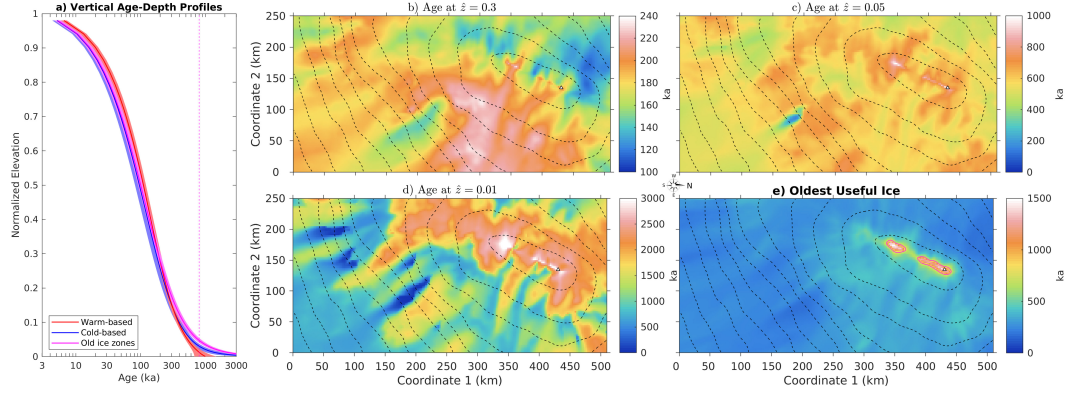 a) Vertical Age-Depth Profiles
1
0.9
0.8
0.7
0.6
0.5
0.4
0.3
0.2
0.1
0
Normalized Elevation
Warm-based
Cold-based
Old ice zones
3 10 30 100 300 1000 3000
Age (ka)
b) Age at ẑ = 0.3
250
200
150
100
50
0
Coordinate 2 (km)
240
220
200
180
160
140
120
100
ka
c) Age at ẑ = 0.05
1000
800
600
400
200
0
ka
d) Age at ẑ = 0.01
250
200
150
100
50
0
Coordinate 2 (km)
0 50 100 150 200 250 300 350 400 450 500
Coordinate 1 (km)
3000
2500
2000
1500
1000
500
0
ka
S N
E
e) Oldest Useful Ice
0 50 100 150 200 250 300 350 400 450 500
Coordinate 1 (km)
1500
1000
500
0
ka